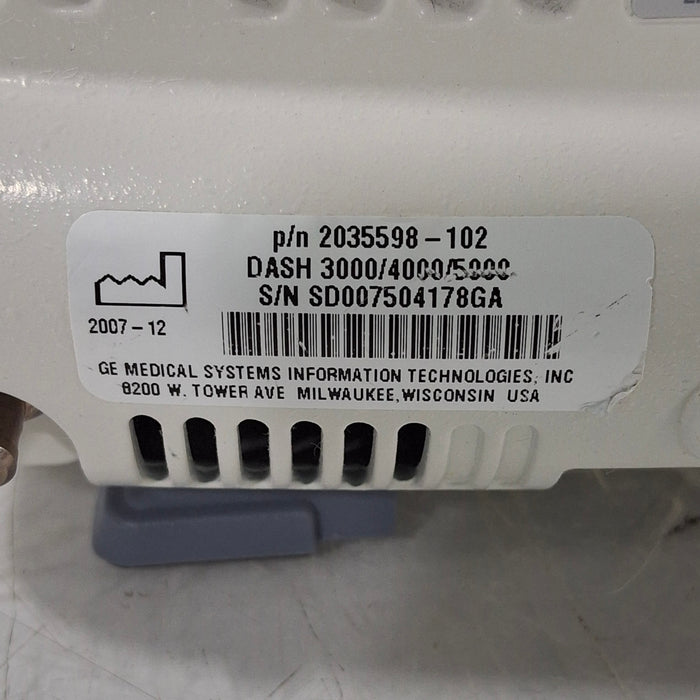 p/n 2035598-102
DASH 3000/4000/5000
S/N SD007504178GA
2007-12
GE MEDICAL SYSTEMS INFORMATION TECHNOLOGIES, INC
8200 W. TOWER AVE MILWAUKEE, WISCONSIN USA